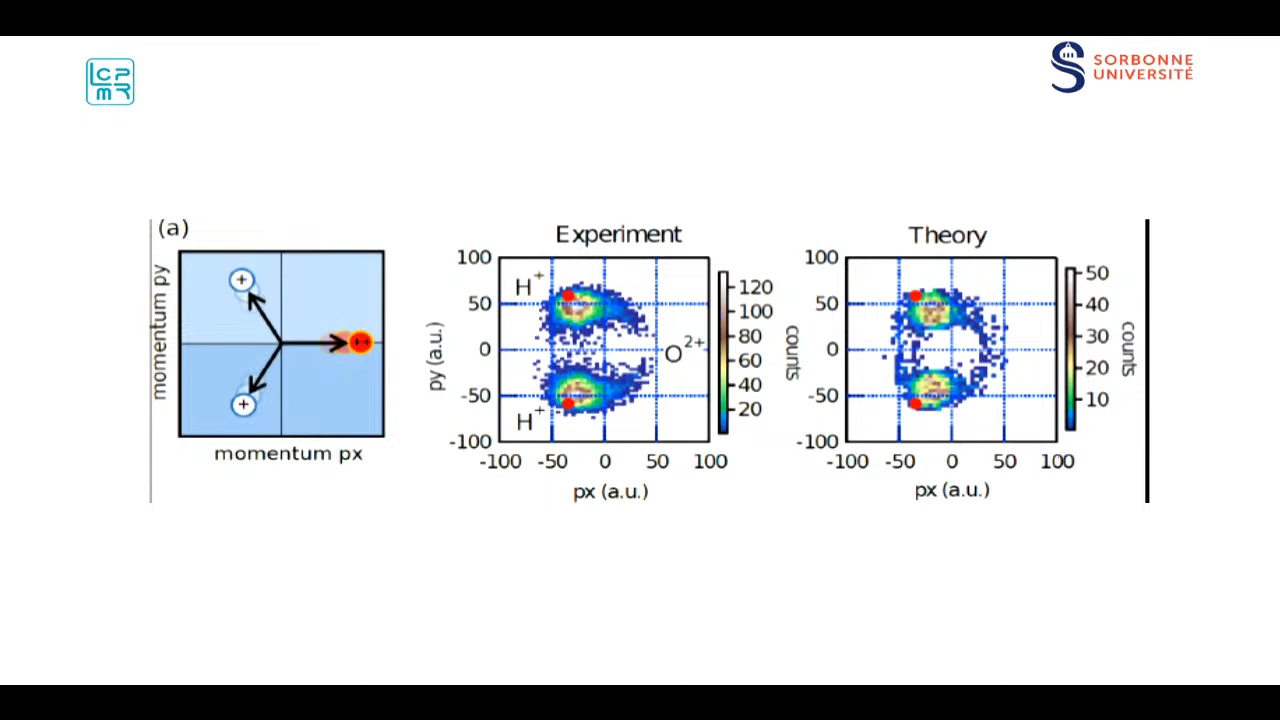 LCPMR
SORBONNE
UNIVERSITÉ
(a)
momentum py
+
++
+
momentum px
Experiment
100
50
0
-50
-100
py (a.u.)
H+
O2+
H+
-100 -50 0 50 100
px (a.u.)
120
100
80
60
40
20
counts
Theory
100
50
0
-50
-100
-100 -50 0 50 100
px (a.u.)
50
40
30
20
10
counts